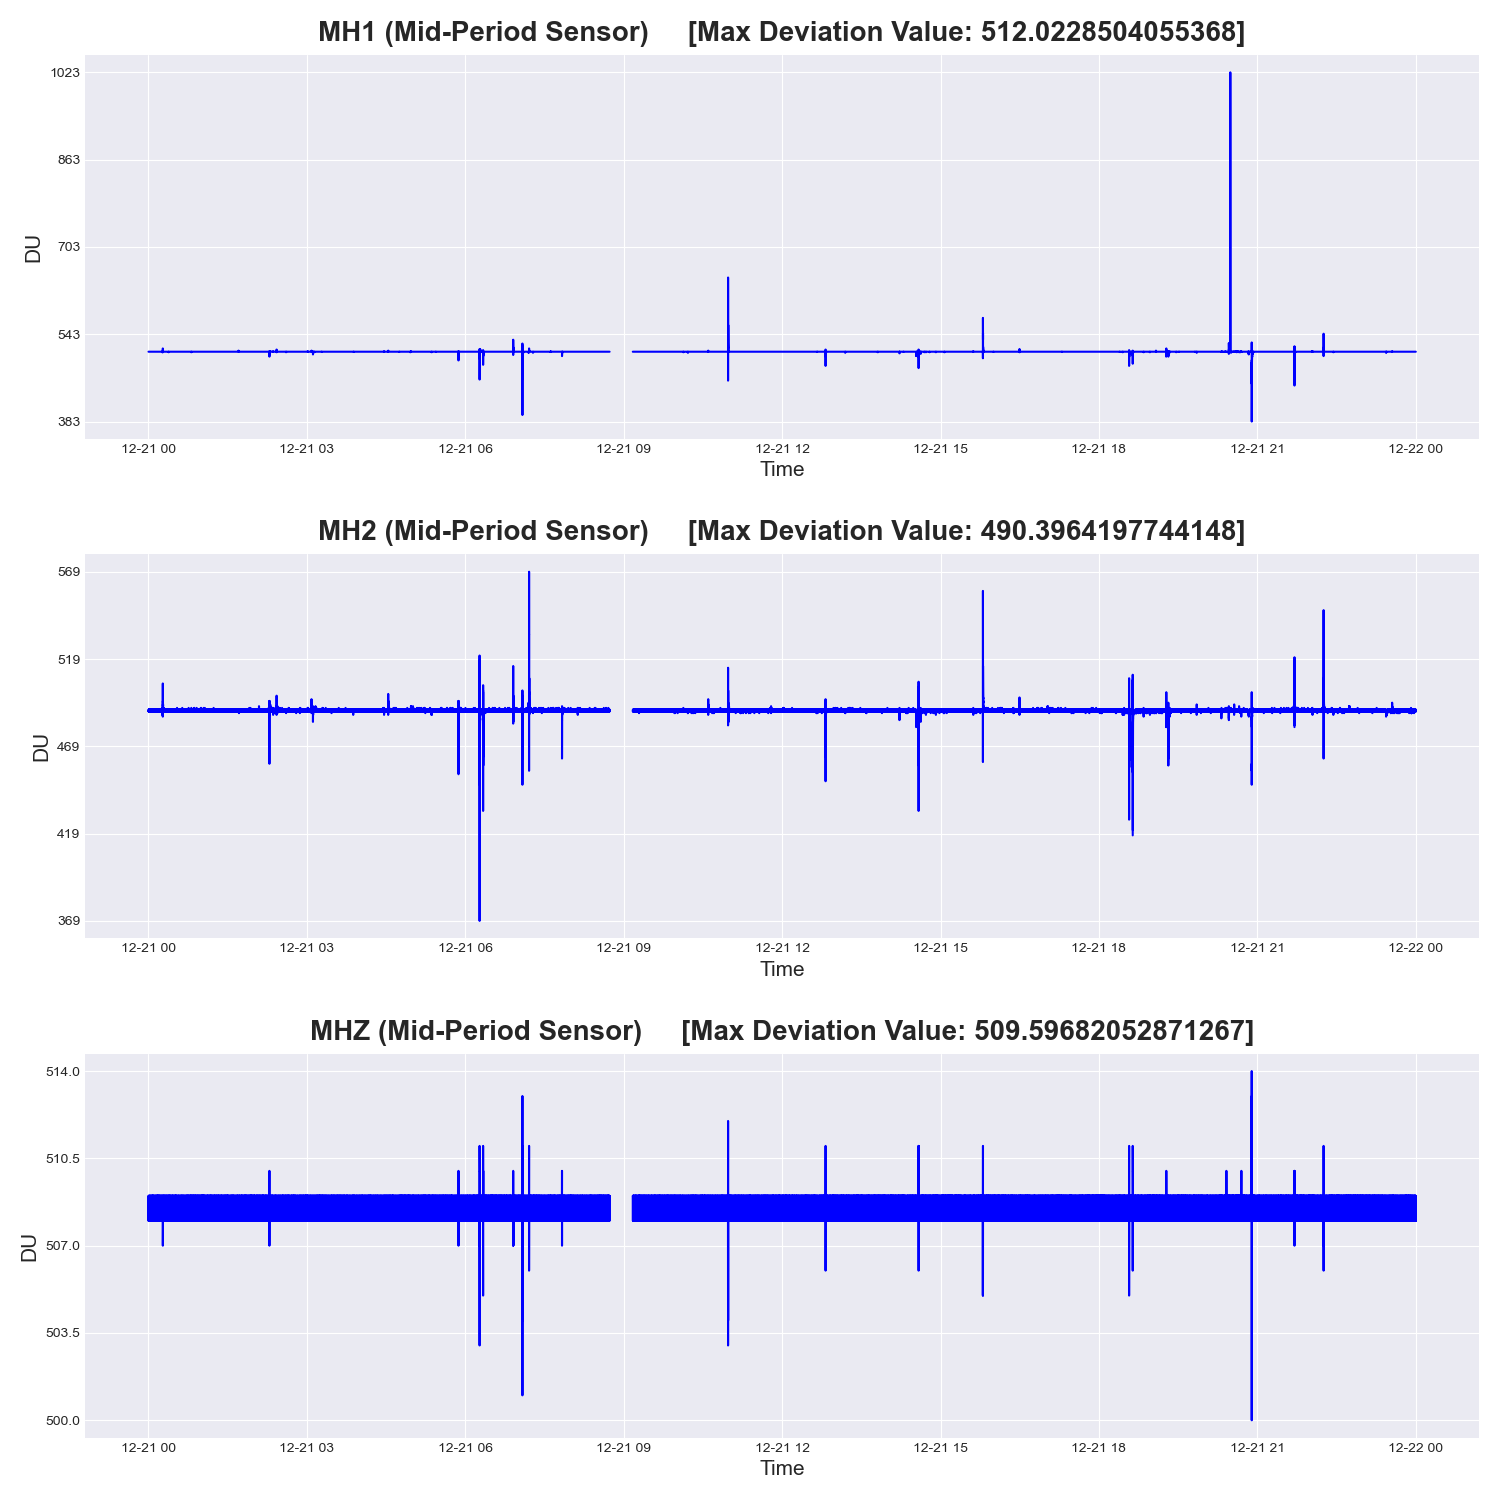 MH1 (Mid-Period Sensor) [Max Deviation Value: 512.0228504055368]
1023
863
703
543
383
DU
12-21 00 12-21 03 12-21 06 12-21 09 12-21 12 12-21 15 12-21 18 12-21 21 12-22 00
Time
MH2 (Mid-Period Sensor) [Max Deviation Value: 490.3964197744148]
569
519
469
419
369
DU
12-21 00 12-21 03 12-21 06 12-21 09 12-21 12 12-21 15 12-21 18 12-21 21 12-22 00
Time
MHZ (Mid-Period Sensor) [Max Deviation Value: 509.59682052871267]
514.0
510.5
507.0
503.5
500.0
DU
12-21 00 12-21 03 12-21 06 12-21 09 12-21 12 12-21 15 12-21 18 12-21 21 12-22 00
Time